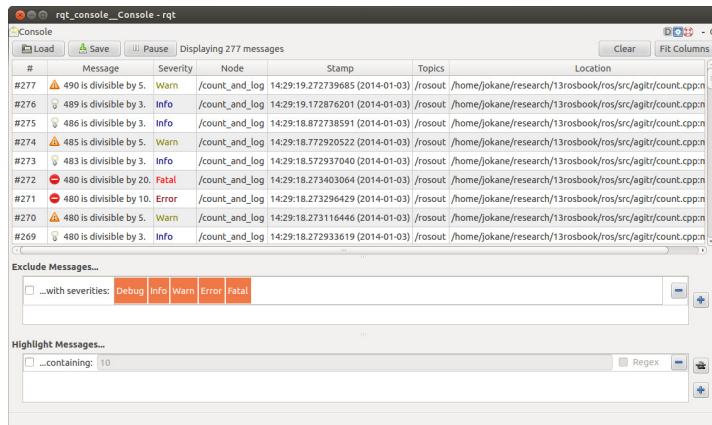 rqt_console__Console - rqt
Console
Load Save Pause Displaying 277 messages Clear Fit Columns
# Message Severity Node Stamp Topics Location
#277 490 is divisible by 5. Warn /count_and_log 14:29:19.272739685 (2014-01-03) /rosout /home/jokane/research/13rosbook/ros/src/agitr/count.cpp:m
#276 489 is divisible by 3. Info /count_and_log 14:29:19.172876201 (2014-01-03) /rosout /home/jokane/research/13rosbook/ros/src/agitr/count.cpp:m
#275 486 is divisible by 3. Info /count_and_log 14:29:18.872738591 (2014-01-03) /rosout /home/jokane/research/13rosbook/ros/src/agitr/count.cpp:m
#274 485 is divisible by 5. Warn /count_and_log 14:29:18.772920522 (2014-01-03) /rosout /home/jokane/research/13rosbook/ros/src/agitr/count.cpp:m
#273 483 is divisible by 3. Info /count_and_log 14:29:18.572937040 (2014-01-03) /rosout /home/jokane/research/13rosbook/ros/src/agitr/count.cpp:m
#272 480 is divisible by 20. Fatal /count_and_log 14:29:18.273403064 (2014-01-03) /rosout /home/jokane/research/13rosbook/ros/src/agitr/count.cpp:m
#271 480 is divisible by 10. Error /count_and_log 14:29:18.273296429 (2014-01-03) /rosout /home/jokane/research/13rosbook/ros/src/agitr/count.cpp:m
#270 480 is divisible by 5. Warn /count_and_log 14:29:18.273116446 (2014-01-03) /rosout /home/jokane/research/13rosbook/ros/src/agitr/count.cpp:m
#269 480 is divisible by 3. Info /count_and_log 14:29:18.272933619 (2014-01-03) /rosout /home/jokane/research/13rosbook/ros/src/agitr/count.cpp:m
Exclude Messages...
...with severities: Debug Info Warn Error Fatal
Highlight Messages...
...containing: 10 Regex